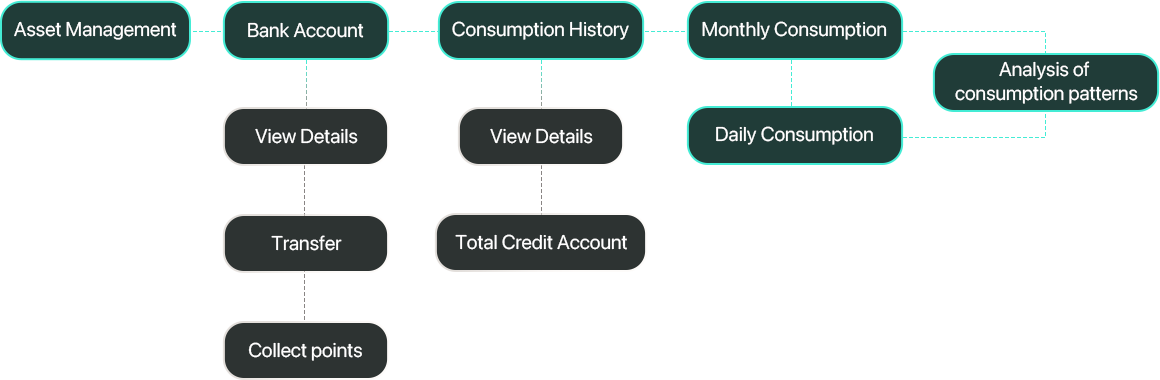 Asset Management
Bank Account
Consumption History
Monthly Consumption
Analysis of
consumption patterns
View Details
View Details
Daily Consumption
Transfer
Total Credit Account
Collect points